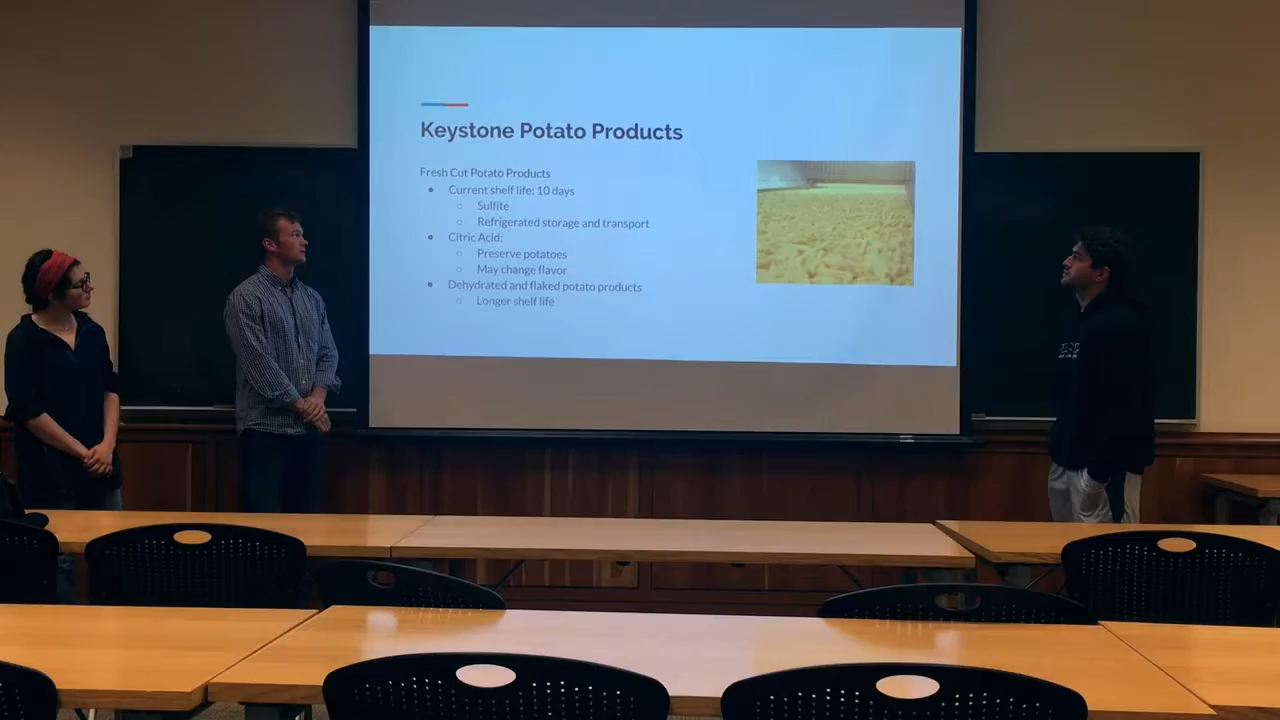 Keystone Potato Products
Fresh Cut Potato Products
Current shelf life: 10 days
Sulfite
Refrigerated storage and transport
Citric Acid:
Preserve potatoes
May change flavor
Dehydrated and flaked potato products
Longer shelf life